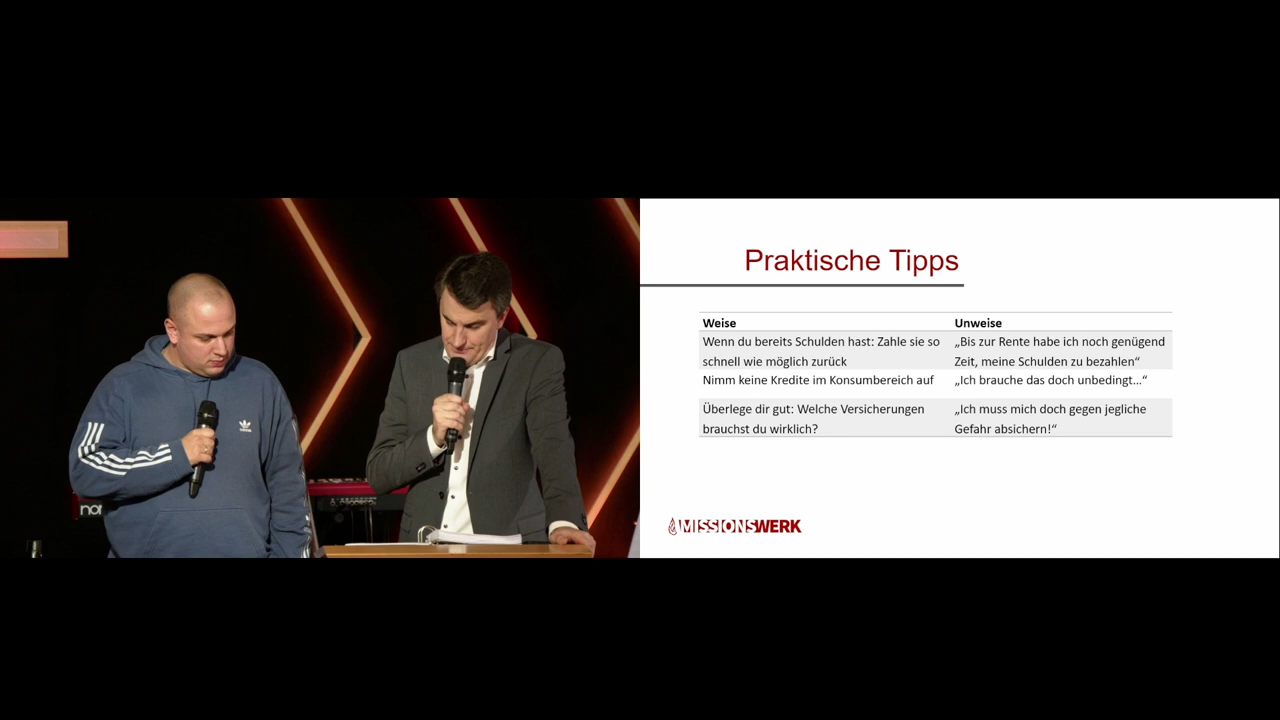 Praktische Tipps
Weise Unweise
Wenn du bereits Schulden hast: Zahle sie so „Bis zur Rente habe ich noch genügend
schnell wie möglich zurück Zeit, meine Schulden zu bezahlen“
Nimm keine Kredite im Konsumbereich auf „Ich brauche das doch unbedingt...“
Überlege dir gut: Welche Versicherungen „Ich muss mich doch gegen jegliche
brauchst du wirklich? Gefahr absichern!“
MISSIONSWERK